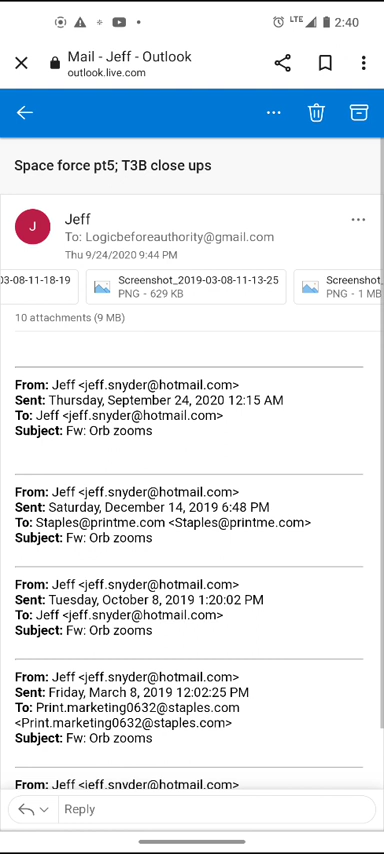 LTE 2:40
Mail - Jeff - Outlook
outlook.live.com
Space force pt5; T3B close ups
J
Jeff
To: Logicbeforeauthority@gmail.com
Thu 9/24/2020 9:44 PM
03-08-11-18-19
Screenshot_2019-03-08-11-13-25
PNG - 629 KB
Screenshot_
PNG - 1 MB
10 attachments (9 MB)
From: Jeff <jeff.snyder@hotmail.com>
Sent: Thursday, September 24, 2020 12:15 AM
To: Jeff <jeff.snyder@hotmail.com>
Subject: Fw: Orb zooms
From: Jeff <jeff.snyder@hotmail.com>
Sent: Saturday, December 14, 2019 6:48 PM
To: Staples@printme.com <Staples@printme.com>
Subject: Fw: Orb zooms
From: Jeff <jeff.snyder@hotmail.com>
Sent: Tuesday, October 8, 2019 1:20:02 PM
To: Jeff <jeff.snyder@hotmail.com>
Subject: Fw: Orb zooms
From: Jeff <jeff.snyder@hotmail.com>
Sent: Friday, March 8, 2019 12:02:25 PM
To: Print.marketing0632@staples.com
<Print.marketing0632@staples.com>
Subject: Fw: Orb zooms
From: Jeff <jeff.snyder@hotmail.com>
Reply